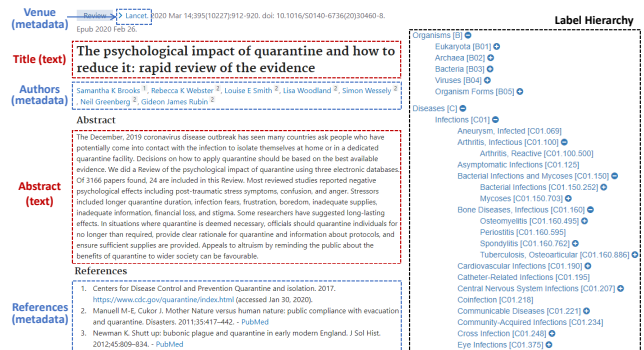 Venue
(metadata)
Review > Lancet. 2020 Mar 14;395(10227):912-920. doi: 10.1016/S0140-6736(20)30460-8.
Epub 2020 Feb 26.
Title (text)
The psychological impact of quarantine and how to
reduce it: rapid review of the evidence
Authors
(metadata)
Samantha K Brooks 1, Rebecca K Webster 2, Louise E Smith 2, Lisa Woodland 2, Simon Wessely 2
, Neil Greenberg 2, Gideon James Rubin 2
Abstract
Abstract
(text)
The December, 2019 coronavirus disease outbreak has seen many countries ask people who have
potentially come into contact with the infection to isolate themselves at home or in a dedicated
quarantine facility. Decisions on how to apply quarantine should be based on the best available
evidence. We did a Review of the psychological impact of quarantine using three electronic databases.
Of 3166 papers found, 24 are included in this Review. Most reviewed studies reported negative
psychological effects including post-traumatic stress symptoms, confusion, and anger. Stressors
included longer quarantine duration, infection fears, frustration, boredom, inadequate supplies,
inadequate information, financial loss, and stigma. Some researchers have suggested long-lasting
effects. In situations where quarantine is deemed necessary, officials should quarantine individuals for
no longer than required, provide clear rationale for quarantine and information about protocols, and
ensure sufficient supplies are provided. Appeals to altruism by reminding the public about the
benefits of quarantine to wider society can be favourable.
References
References
(metadata)
1. Centers for Disease Control and Prevention Quarantine and isolation. 2017.
https://www.cdc.gov/quarantine/index.html (accessed Jan 30, 2020).
2. Manuell M-E, Cukor J. Mother Nature versus human nature: public compliance with evacuation
and quarantine. Disasters. 2011;35:417–442. - PubMed
3. Newman K. Shutt up: bubonic plague and quarantine in early modern England. J Soc Hist.
2012;45:809–834. - PubMed
Label Hierarchy
Organisms [B]
Eukaryota [B01]
Archaea [B02]
Bacteria [B03]
Viruses [B04]
Organism Forms [B05]
Diseases [C]
Infections [C01]
Aneurysm, Infected [C01.069]
Arthritis, Infectious [C01.100]
Arthritis, Reactive [C01.100.500]
Asymptomatic Infections [C01.125]
Bacterial Infections and Mycoses [C01.150]
Bacterial Infections [C01.150.252]
Mycoses [C01.150.703]
Bone Diseases, Infectious [C01.160]
Osteomyelitis [C01.160.495]
Periostitis [C01.160.595]
Spondylitis [C01.160.762]
Tuberculosis, Osteoarticular [C01.160.886]
Cardiovascular Infections [C01.190]
Catheter-Related Infections [C01.195]
Central Nervous System Infections [C01.207]
Coinfection [C01.218]
Communicable Diseases [C01.221]
Community-Acquired Infections [C01.234]
Cross Infection [C01.248]
Eye Infections [C01.375]